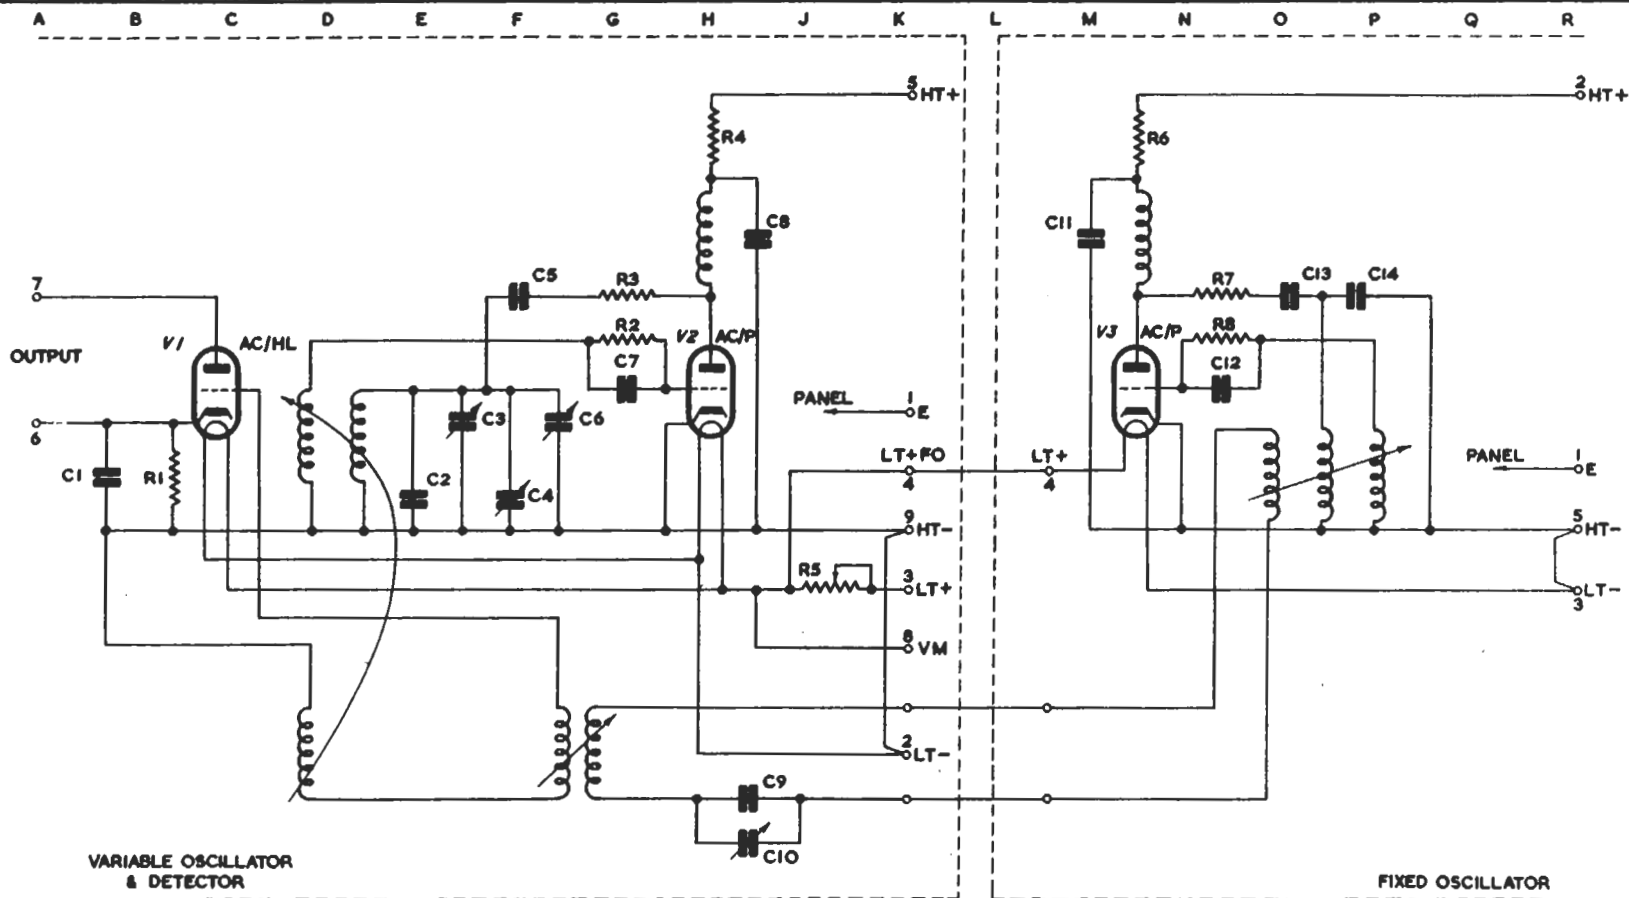 A B C D E F G H J K L M N O P Q R
5 HT+
2 HT+
R4
R6
C8
C11
7
C5
R3
R7
C13
C14
OUTPUT
V1 AC/HL
R2
V2 AC/P
V3 AC/P
R8
C7
C12
PANEL 1 E
6
C3
C6
C1
R1
C2
C4
LT+FO 4
LT+ 4
PANEL 1 E
9 HT-
5 HT-
R5
3 LT+
LT- 3
8 VM
2 LT-
C9
C10
VARIABLE OSCILLATOR
& DETECTOR
FIXED OSCILLATOR